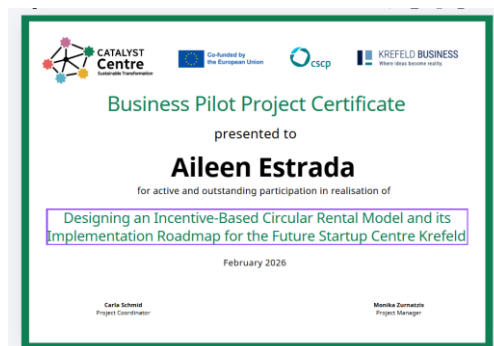 CATALYST
Centre
Sustainable Transformation
Co-funded by
the European Union
cscp
KREFELD BUSINESS
Where ideas become reality.
Business Pilot Project Certificate
presented to
Aileen Estrada
for active and outstanding participation in realisation of
Designing an Incentive-Based Circular Rental Model and its
Implementation Roadmap for the Future Startup Centre Krefeld
February 2026
Carla Schmid
Project Coordinator
Monika Zurnatzis
Project Manager